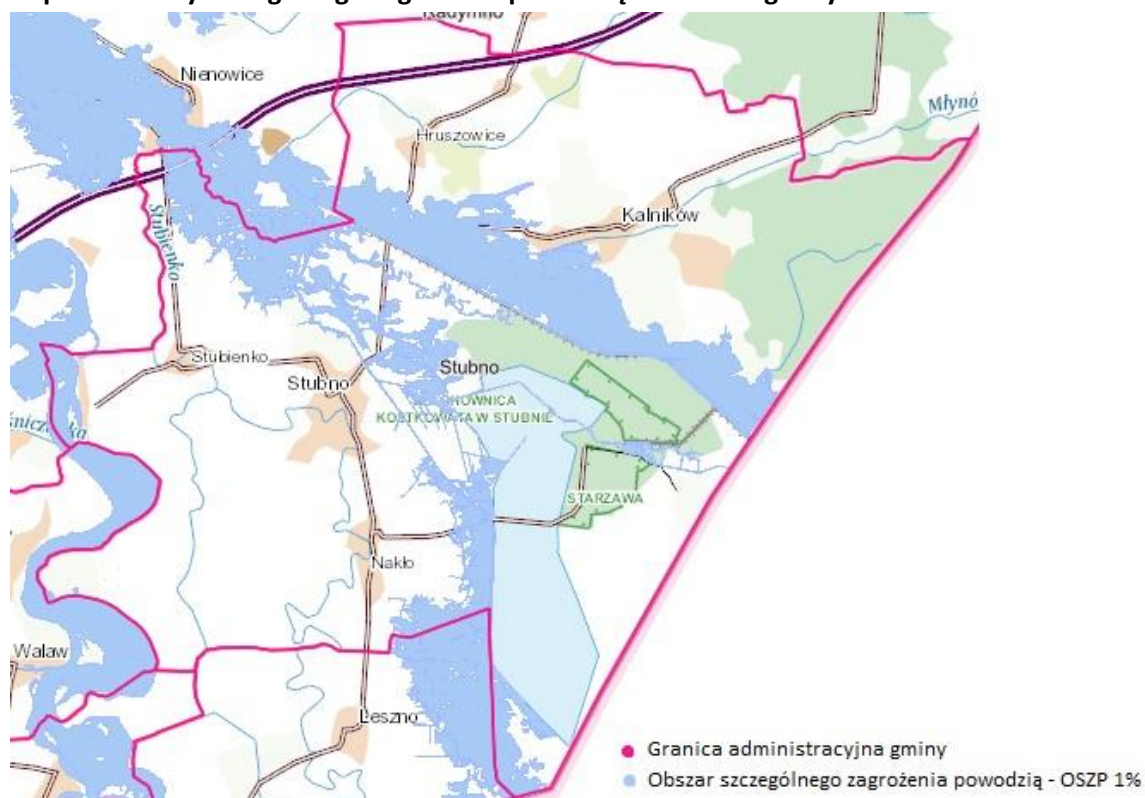 Nienowice
Hruszowice
Młynó
Kalników
Stubienko
Stubienko
Stubno
Stubno
KOSTKOWATA W STUBNIE
STARZAWA
Nakło
Walaw
Leszno
Granica administracyjna gminy
Obszar szczególnego zagrożenia powodzią - OSZP 1%